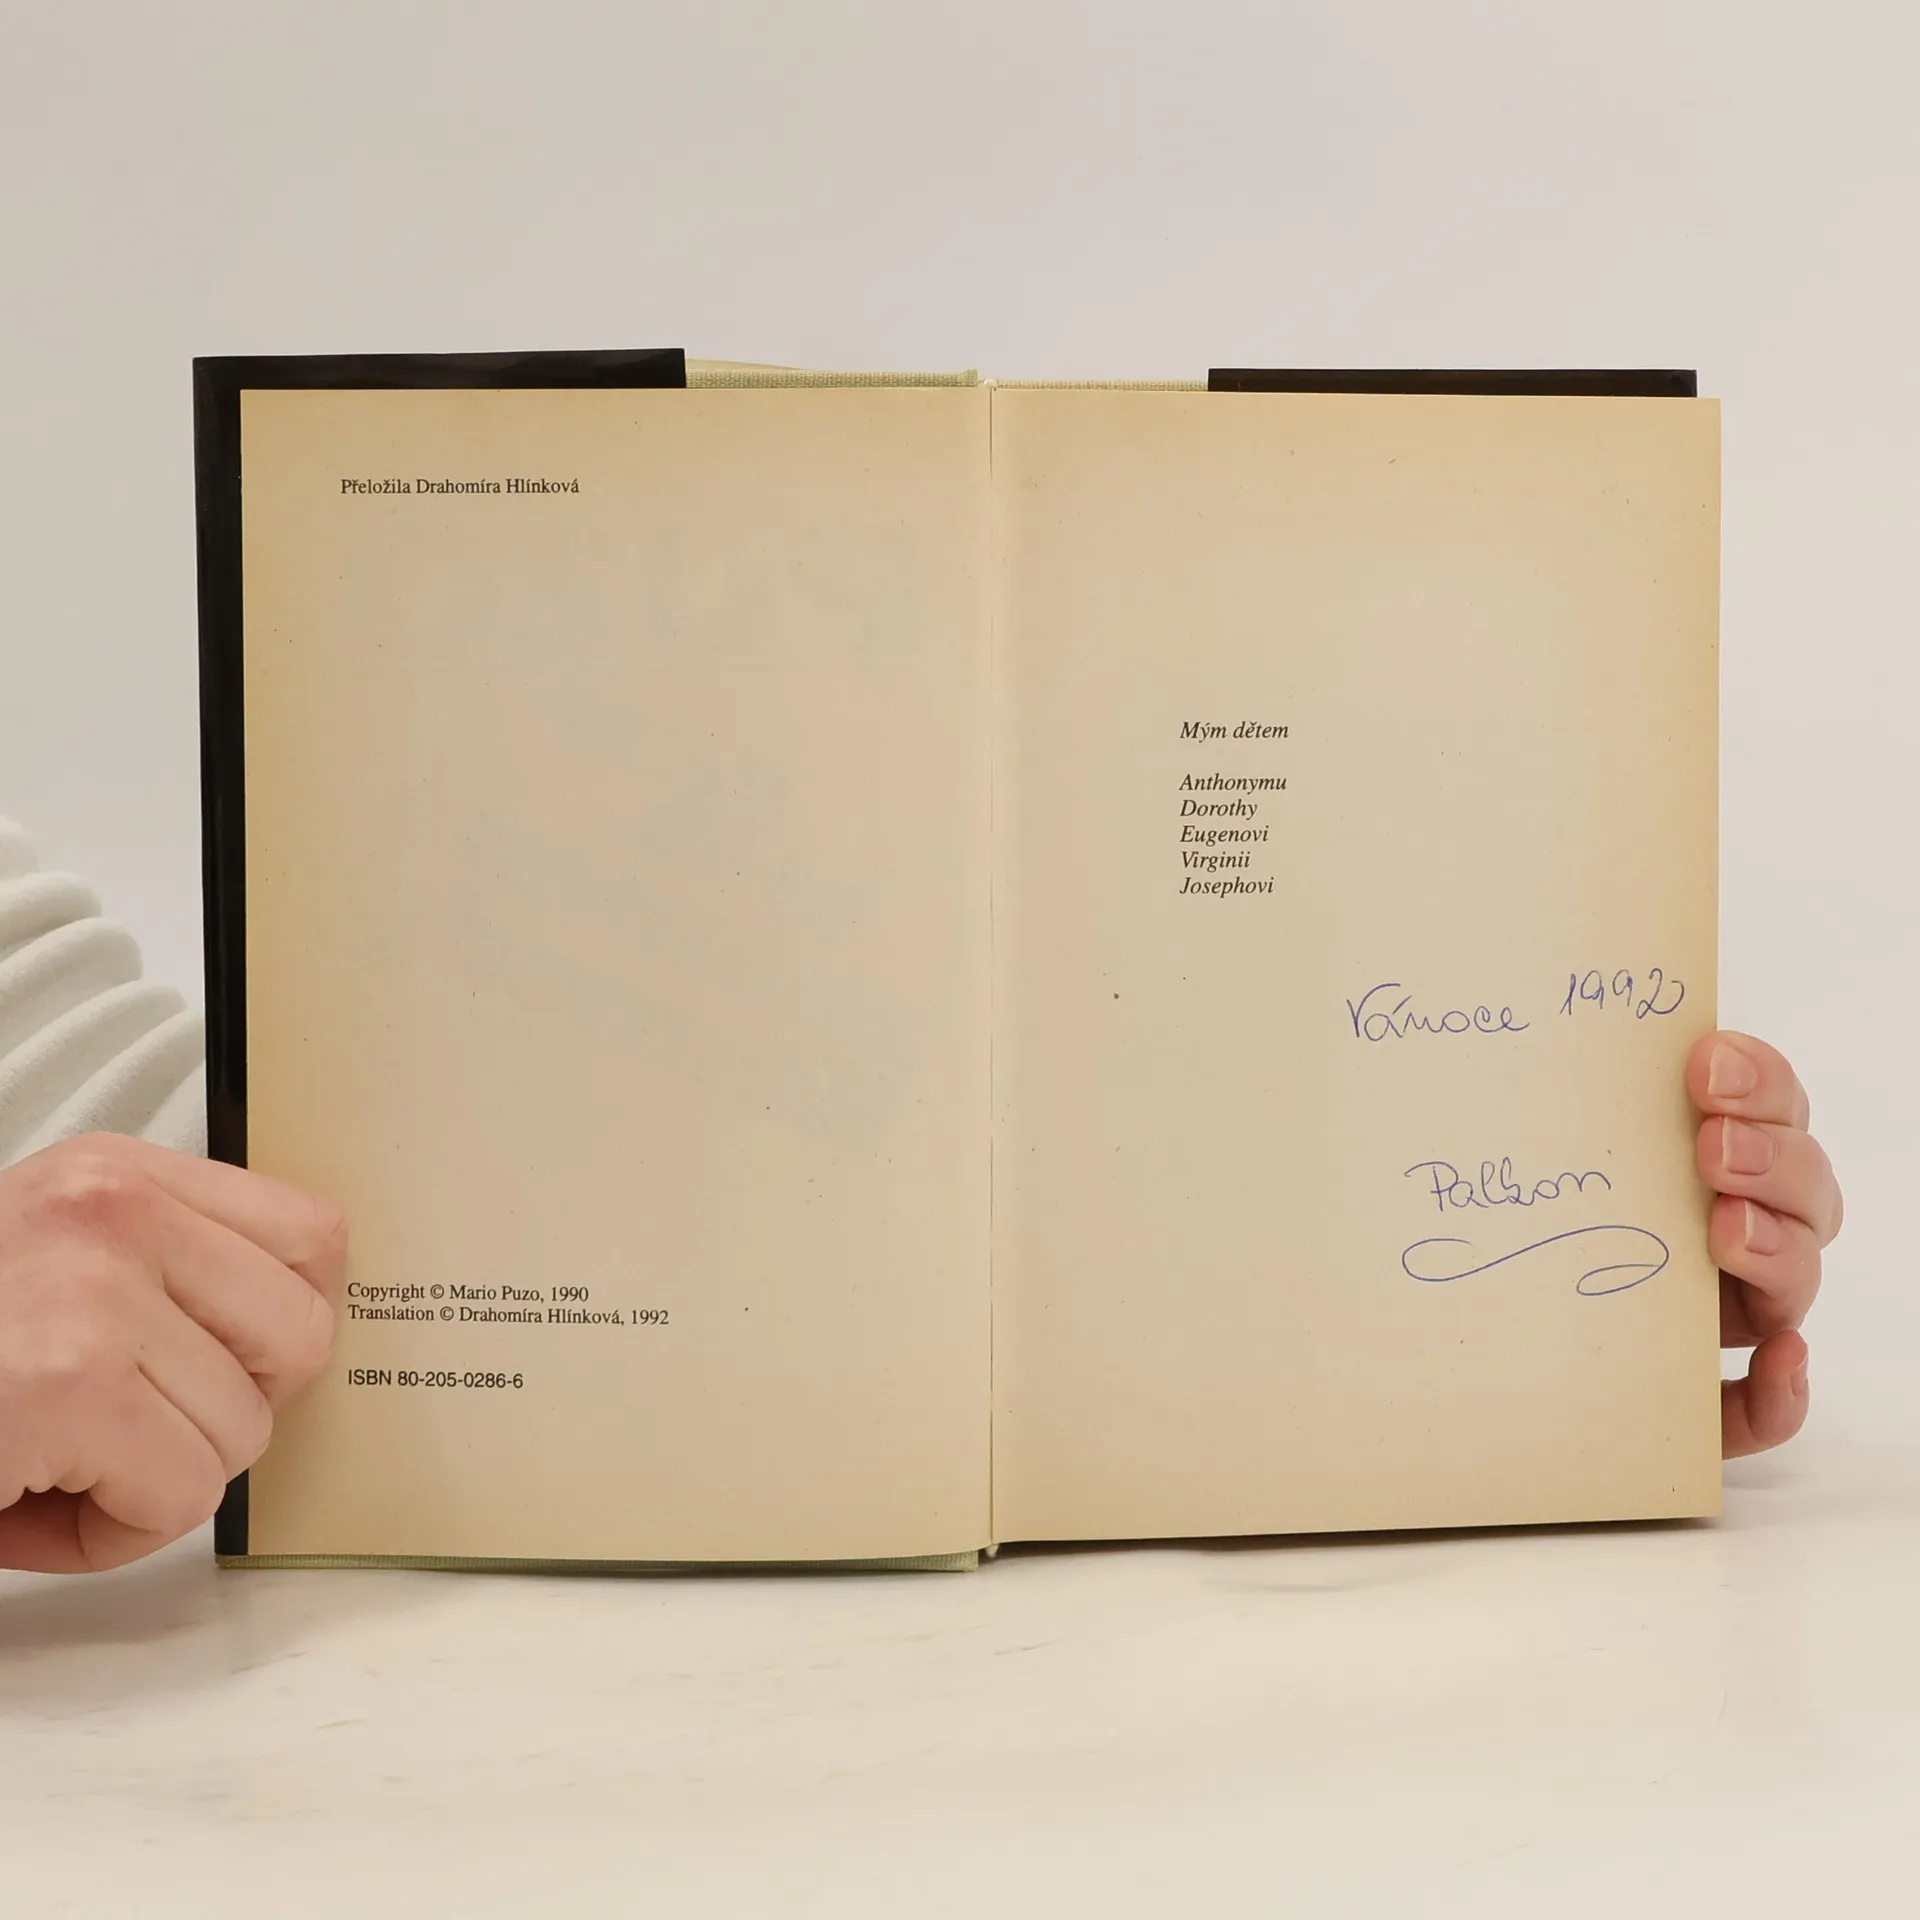 Přeložila Drahomíra Hlínková
Copyright © Mario Puzo, 1990
Translation © Drahomíra Hlínková, 1992
ISBN 80-205-0286-6
Mým dětem
Anthonymu
Dorothy
Eugenovi
Virginii
Josephovi
Vánoce 1992